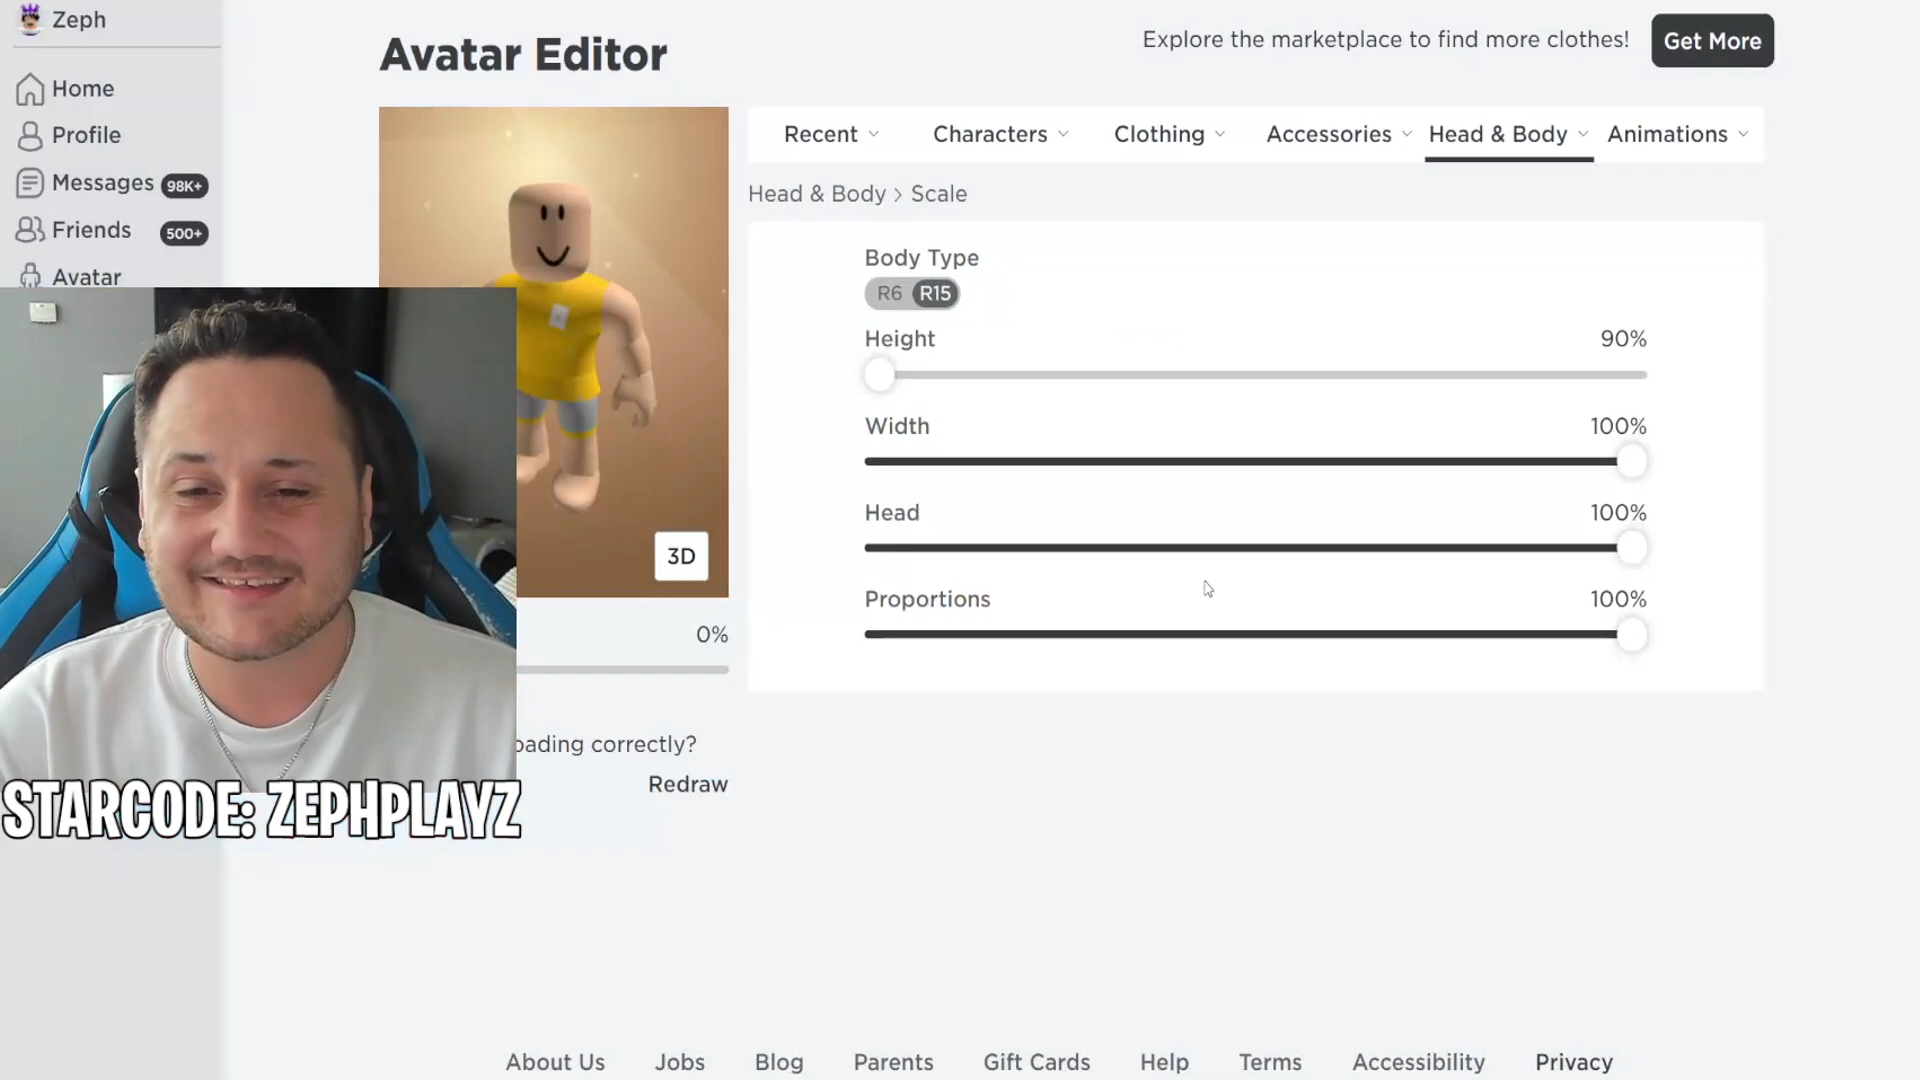 Zeph
Home
Profile
Messages 98K+
Friends 500+
Avatar
Avatar Editor
Explore the marketplace to find more clothes! Get More
Recent Characters Clothing Accessories Head & Body Animations
Head & Body > Scale
Body Type
R6 R15
Height 90%
Width 100%
Head 100%
Proportions 100%
3D
0%
oading correctly?
Redraw
STARCODE: ZEPHPLAYZ
About Us Jobs Blog Parents Gift Cards Help Terms Accessibility Privacy